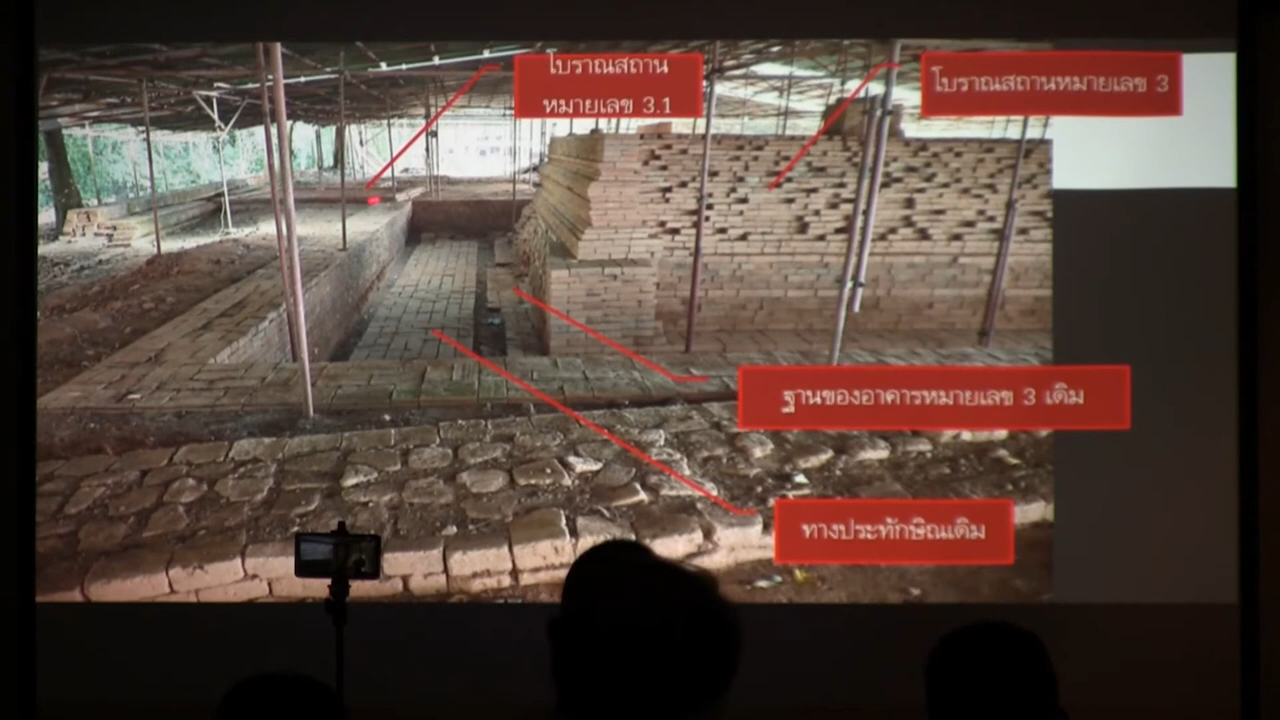 โบราณสถาน
หมายเลข 3.1
โบราณสถานหมายเลข 3
ฐานของอาคารหมายเลข 3 เดิม
ทางประทักษิณเดิม